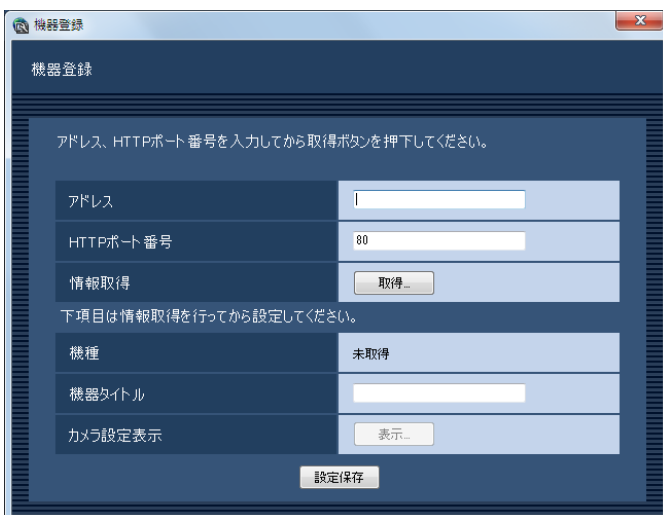 機器登録
機器登録
アドレス、HTTPポート番号を入力してから取得ボタンを押下してください。
アドレス
HTTPポート番号 80
情報取得 取得...
下項目は情報取得を行ってから設定してください。
機種 未取得
機器タイトル
カメラ設定表示 表示...
設定保存